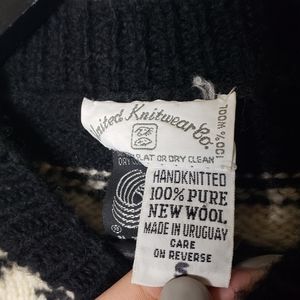 United Knitwear Co.
100% WOOL
DRY FLAT OR DRY CLEAN
HANDKNITTED
100% PURE
NEW WOOL
MADE IN URUGUAY
CARE
ON REVERSE
S